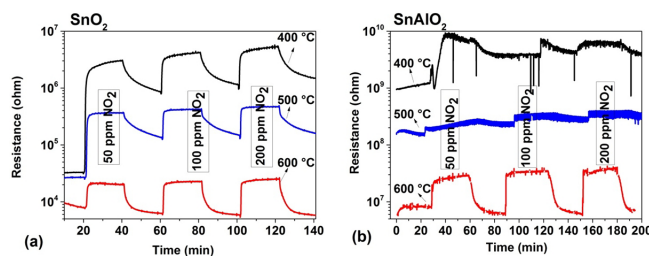 SnO2
Resistance (ohm)
10^7
10^6
10^5
10^4
400 °C
500 °C
600 °C
50 ppm NO2
100 ppm NO2
200 ppm NO2
20 40 60 80 100 120 140
Time (min)
(a)
SnAlO2
Resistance (ohm)
10^10
10^9
10^8
10^7
400 °C
500 °C
600 °C
50 ppm NO2
100 ppm NO2
200 ppm NO2
0 20 40 60 80 100 120 140 160 180 200
Time (min)
(b)